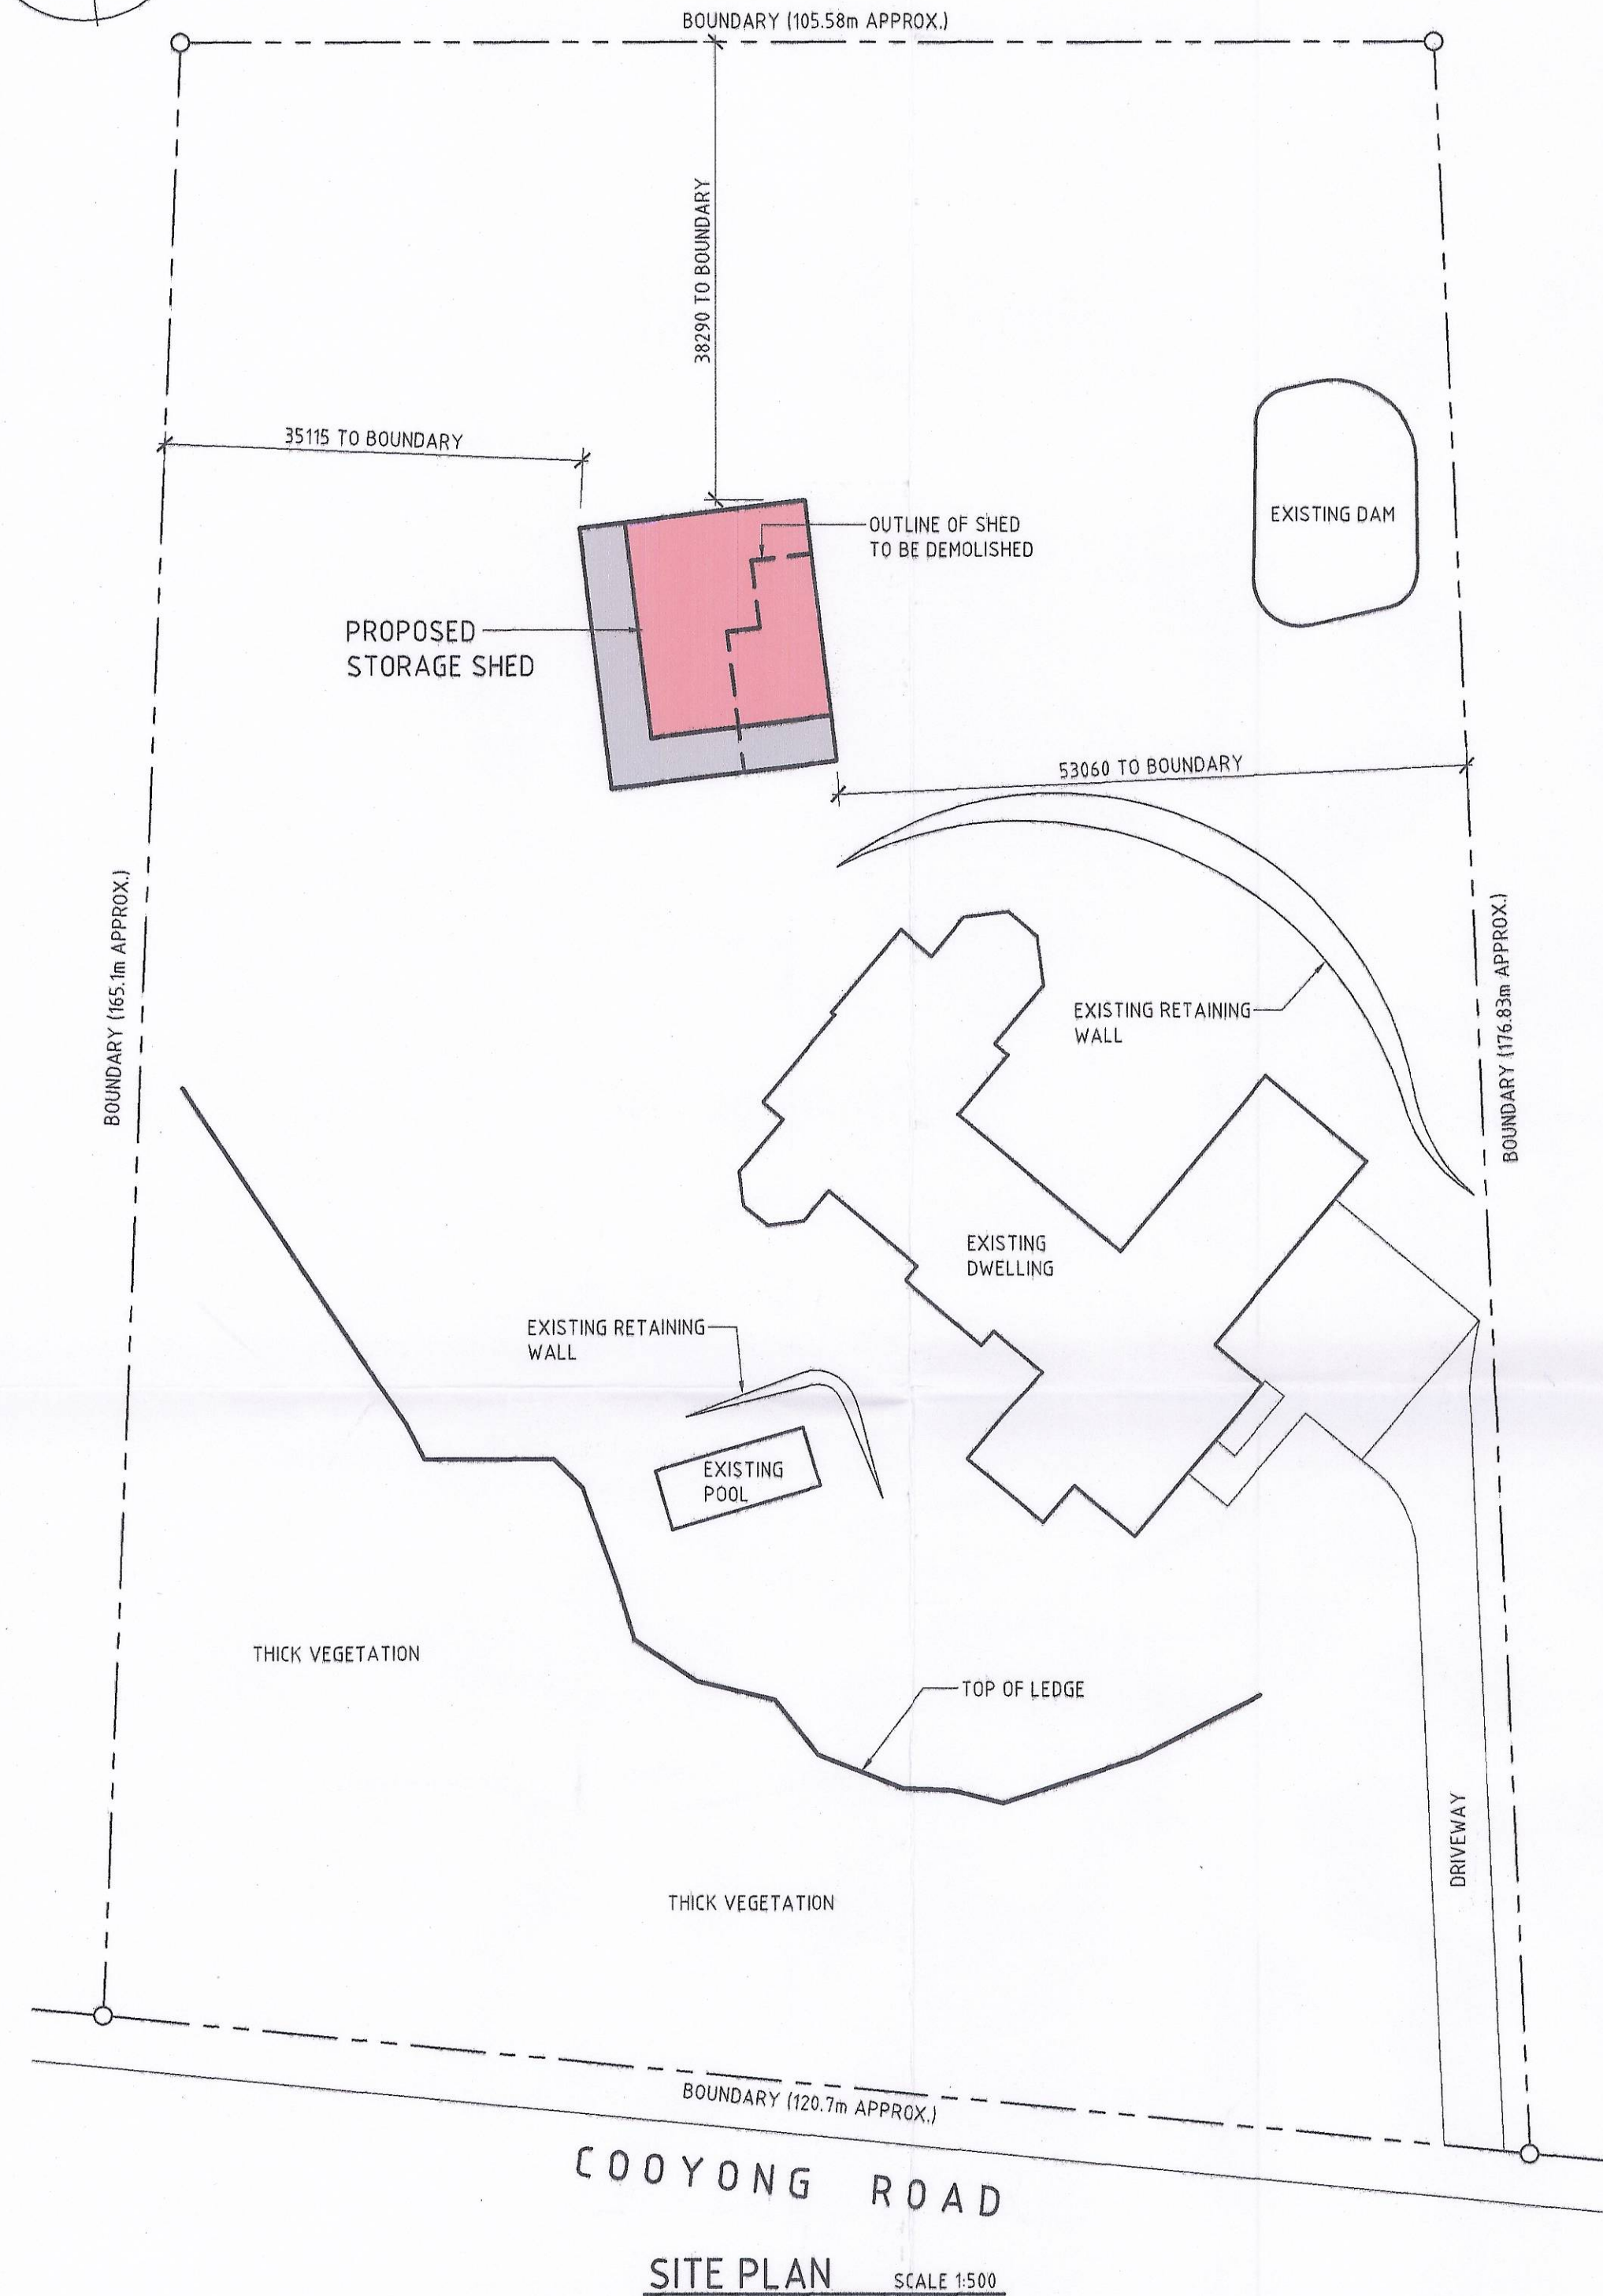 BOUNDARY (105.58m APPROX.)
38290 TO BOUNDARY
35115 TO BOUNDARY
OUTLINE OF SHED
TO BE DEMOLISHED
EXISTING DAM
PROPOSED
STORAGE SHED
53060 TO BOUNDARY
BOUNDARY (165.1m APPROX.)
BOUNDARY (176.83m APPROX.)
EXISTING RETAINING
WALL
EXISTING
DWELLING
EXISTING RETAINING
WALL
EXISTING
POOL
THICK VEGETATION
TOP OF LEDGE
DRIVEWAY
THICK VEGETATION
BOUNDARY (120.7m APPROX.)
COOYONG ROAD
SITE PLAN SCALE 1:500